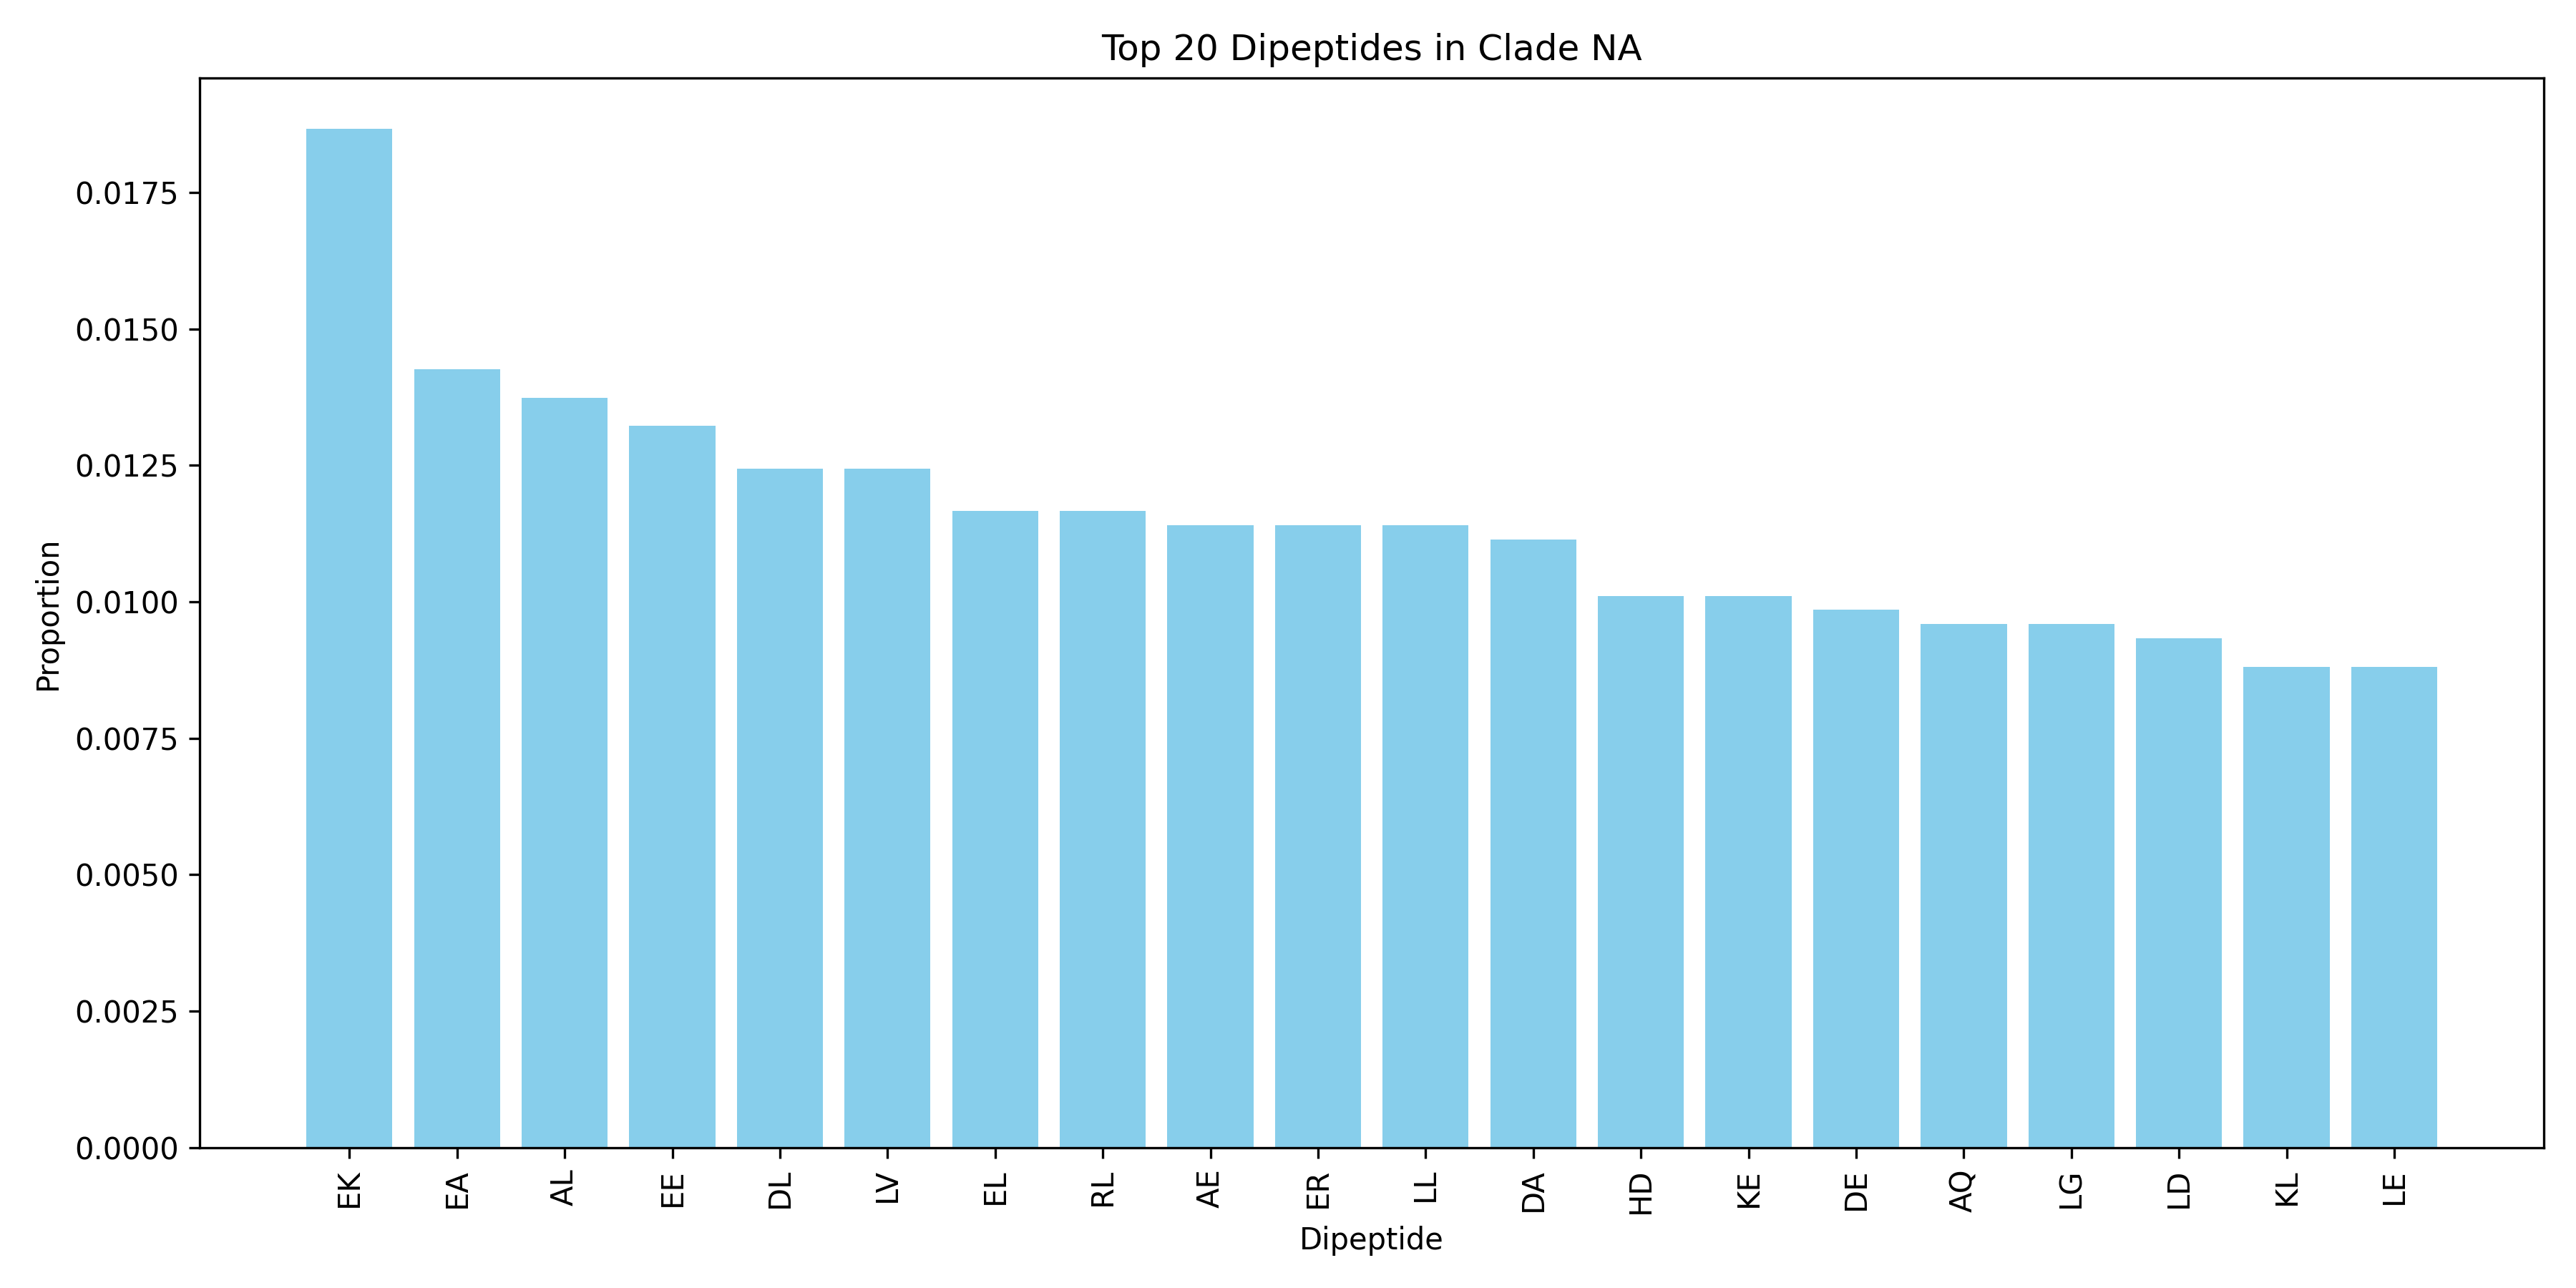 Top 20 Dipeptides in Clade NA
Proportion
0.0175
0.0150
0.0125
0.0100
0.0075
0.0050
0.0025
0.0000
EK
EA
AL
EE
DL
LV
EL
RL
AE
ER
LL
DA
HD
KE
DE
AQ
LG
LD
KL
LE
Dipeptide